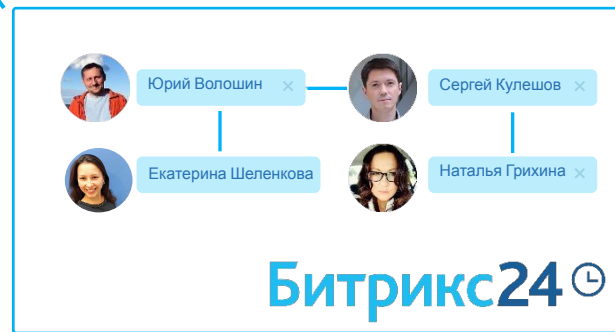 Юрий Волошин ×
Сергей Кулешов ×
Екатерина Шеленкова
Наталья Грихина ×
Битрикс24